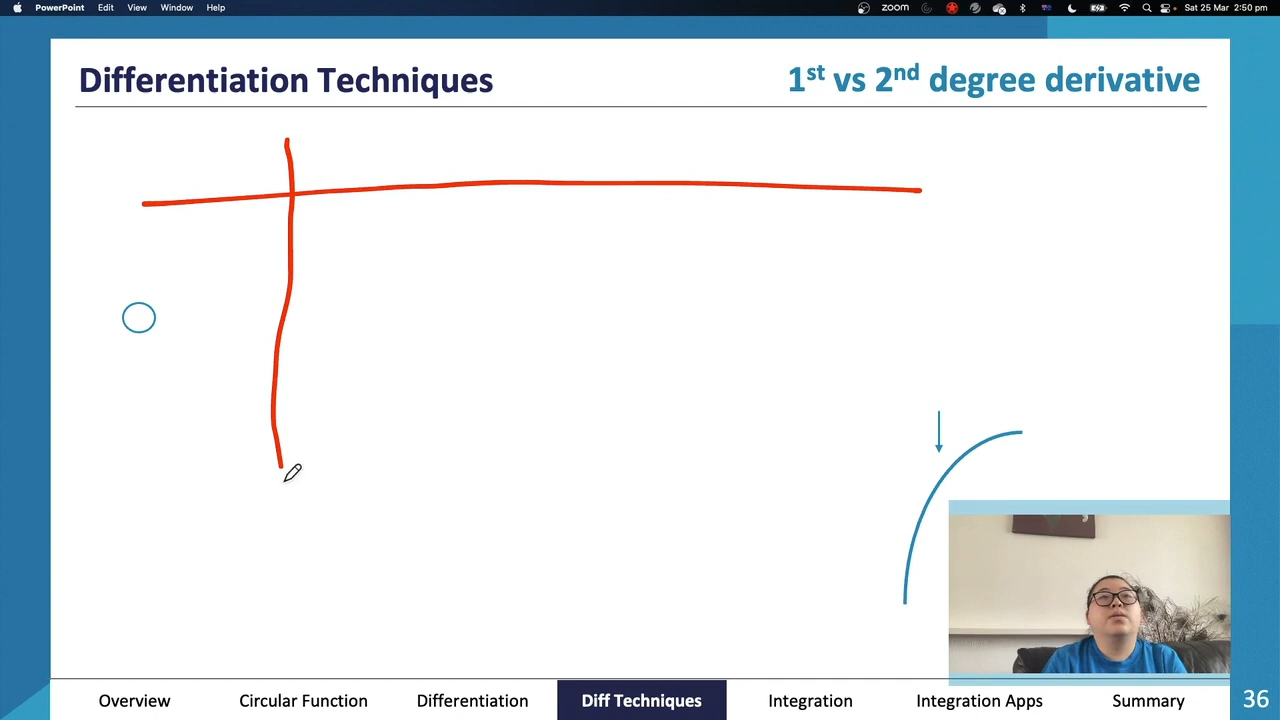 PowerPoint File Edit View Window Help zoom Sat 25 Mar 2:50 pm
Differentiation Techniques
1st vs 2nd degree derivative
Overview Circular Function Differentiation Diff Techniques Integration Integration Apps Summary 36